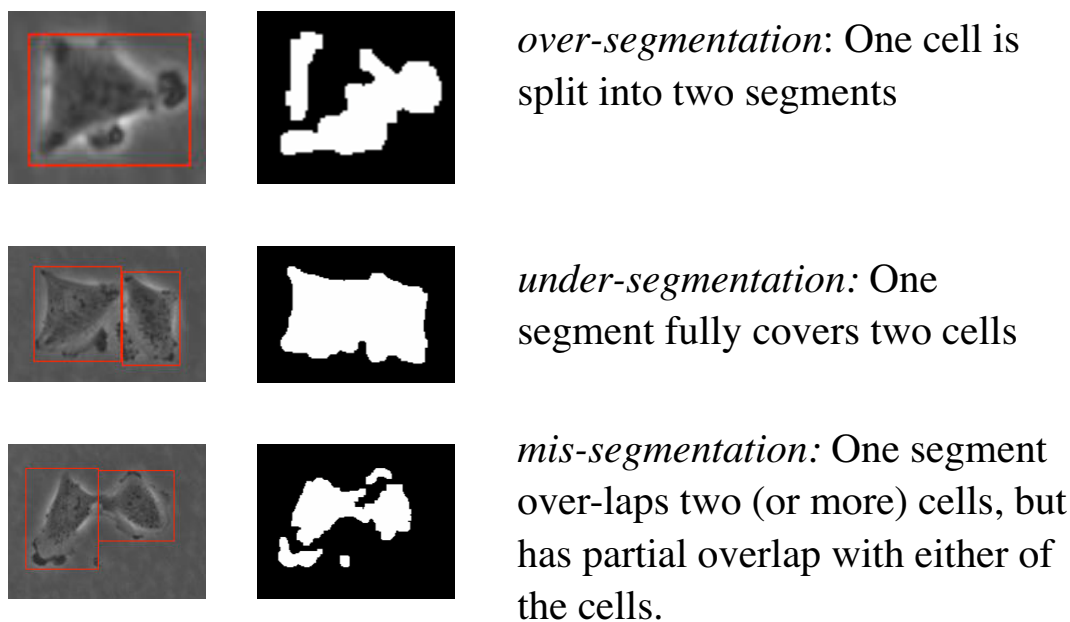 over-segmentation: One cell is
split into two segments
under-segmentation: One
segment fully covers two cells
mis-segmentation: One segment
over-laps two (or more) cells, but
has partial overlap with either of
the cells.